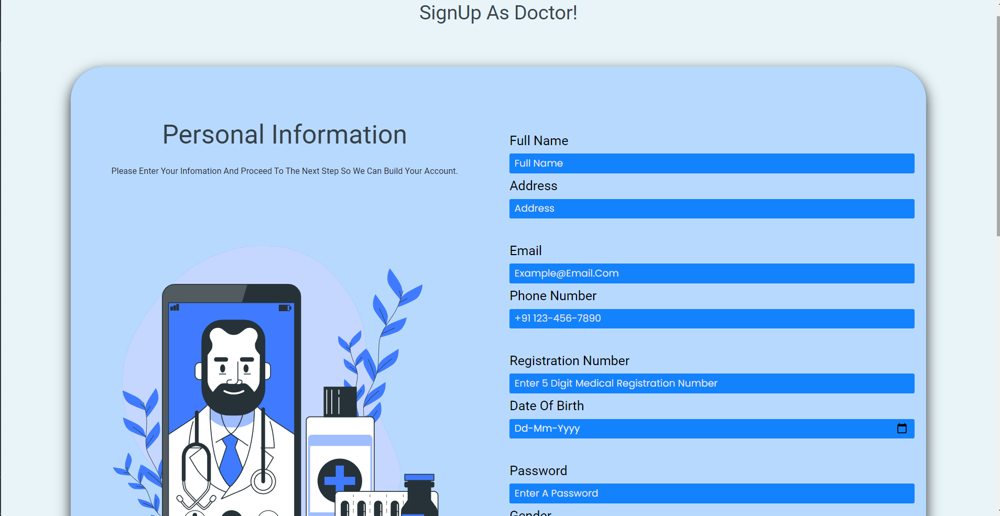 SignUp As Doctor!
Personal Information
Please Enter Your Infomation And Proceed To The Next Step So We Can Build Your Account.
Full Name
Full Name
Address
Address
Email
Example@Email.Com
Phone Number
+91 123-456-7890
Registration Number
Enter 5 Digit Medical Registration Number
Date Of Birth
Dd-Mm-Yyyy
Password
Enter A Password
Gender